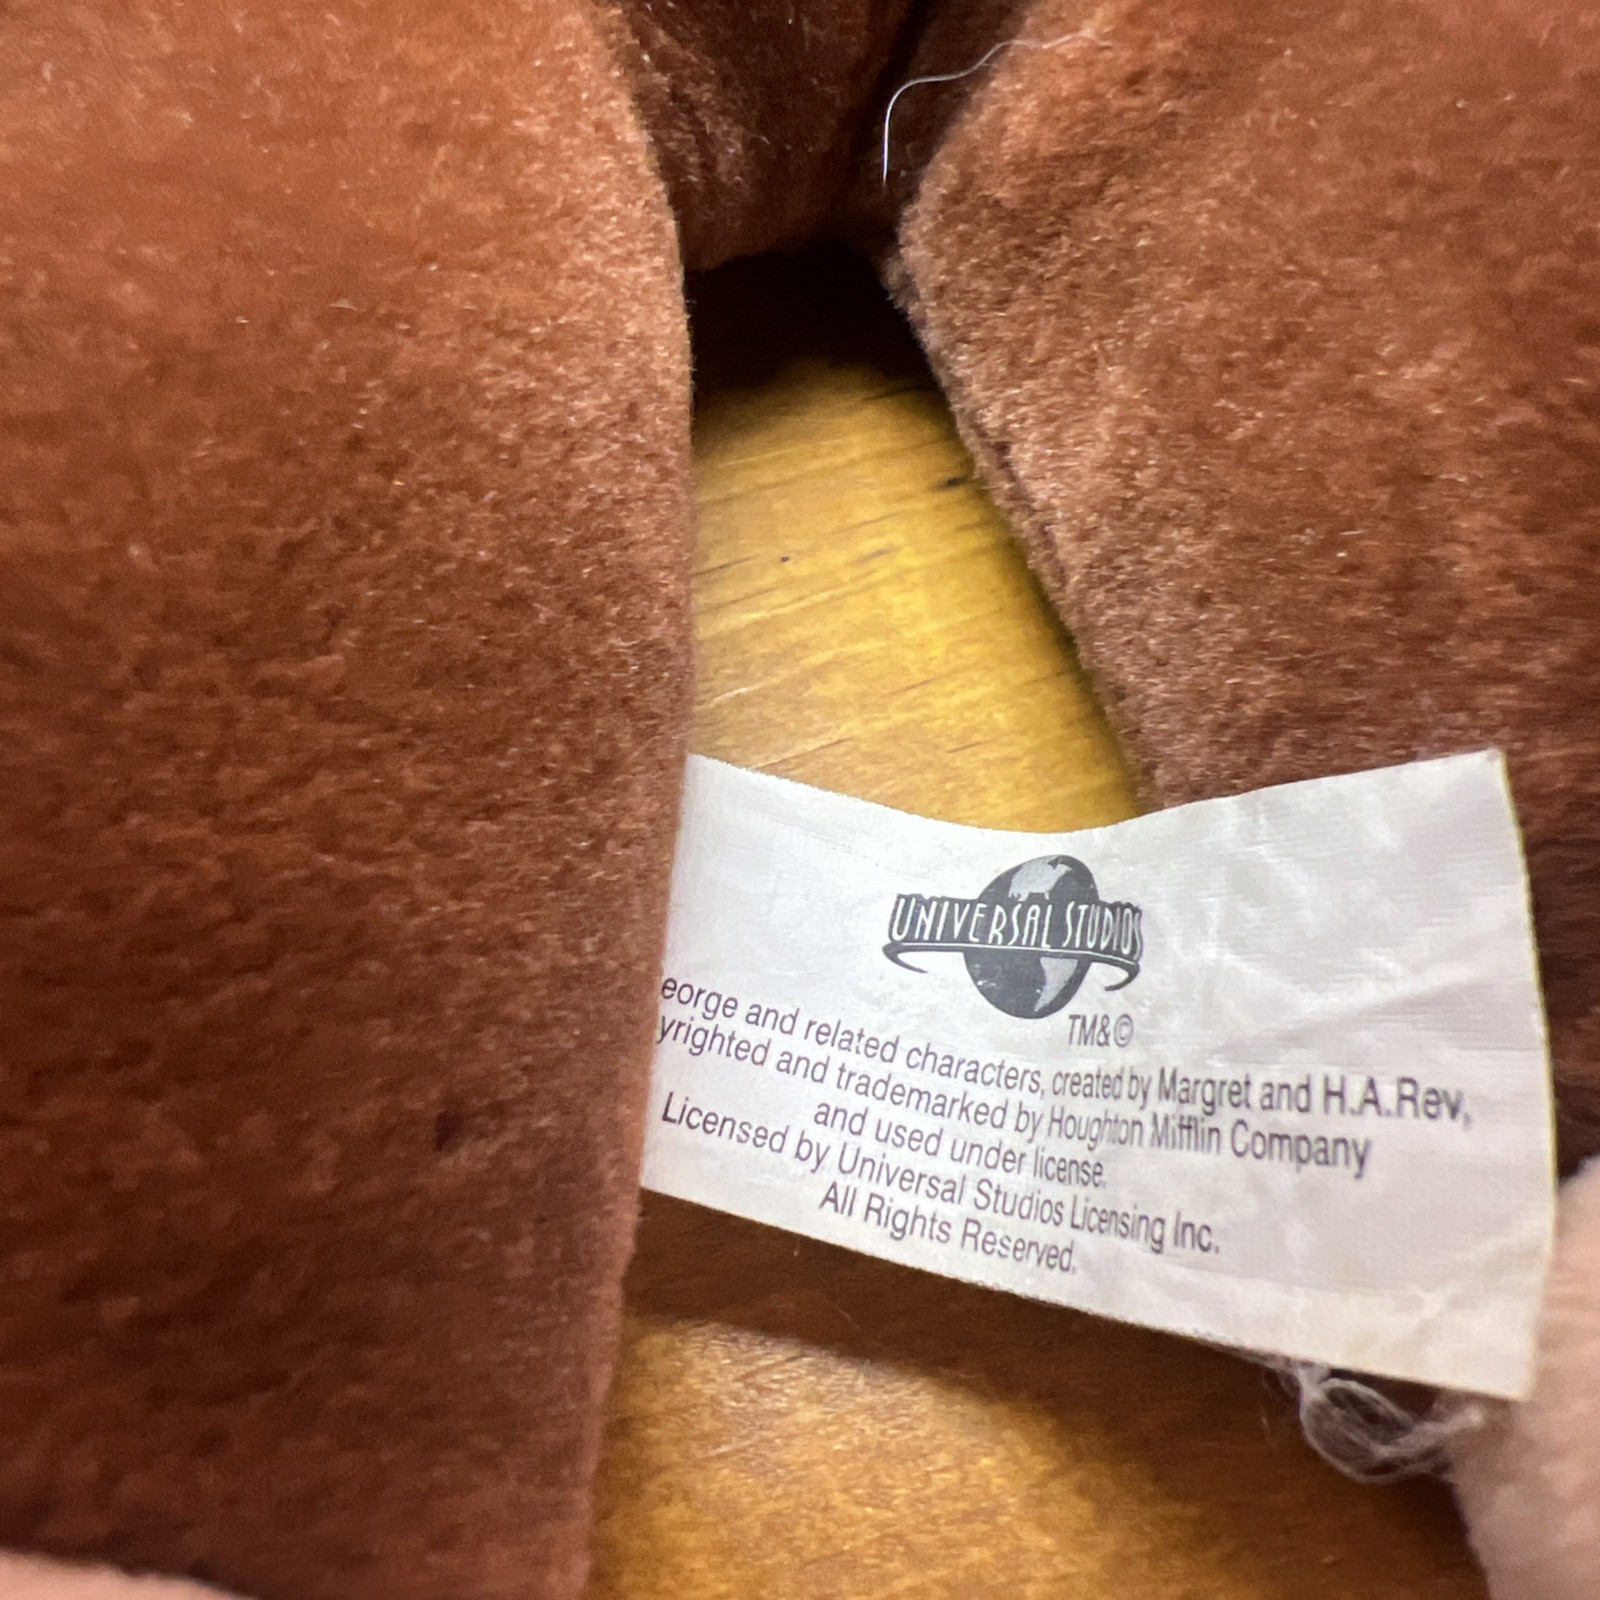 UNIVERSAL STUDIOS
TM&©
eorge and related characters, created by Margret and H.A.Rey,
yrighted and trademarked by Houghton Mifflin Company
and used under license.
Licensed by Universal Studios Licensing Inc.
All Rights Reserved.